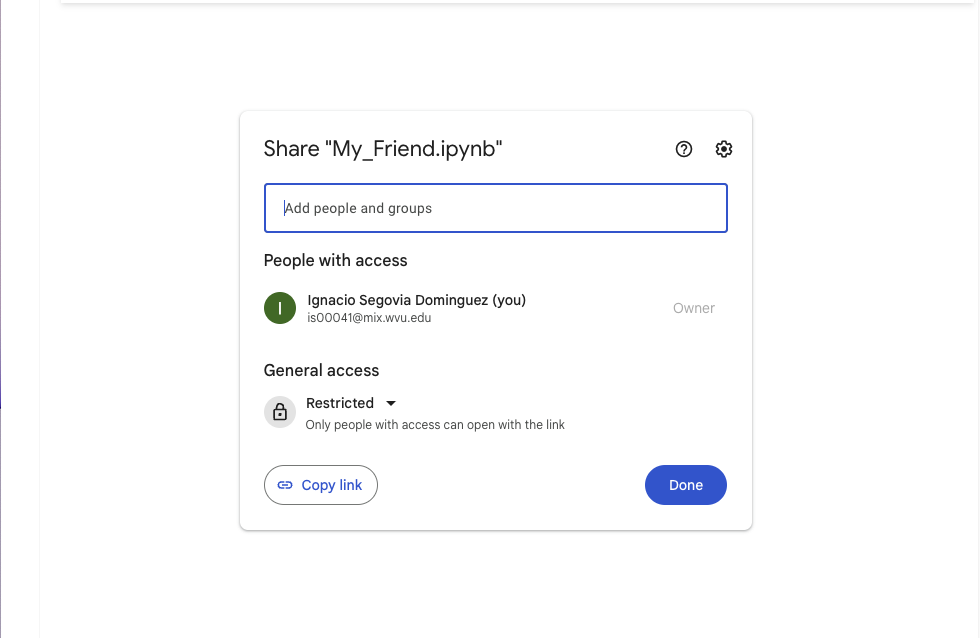 Share "My_Friend.ipynb"
Add people and groups
People with access
I
Ignacio Segovia Dominguez (you)
is00041@mix.wvu.edu
Owner
General access
Restricted
Only people with access can open with the link
Copy link
Done